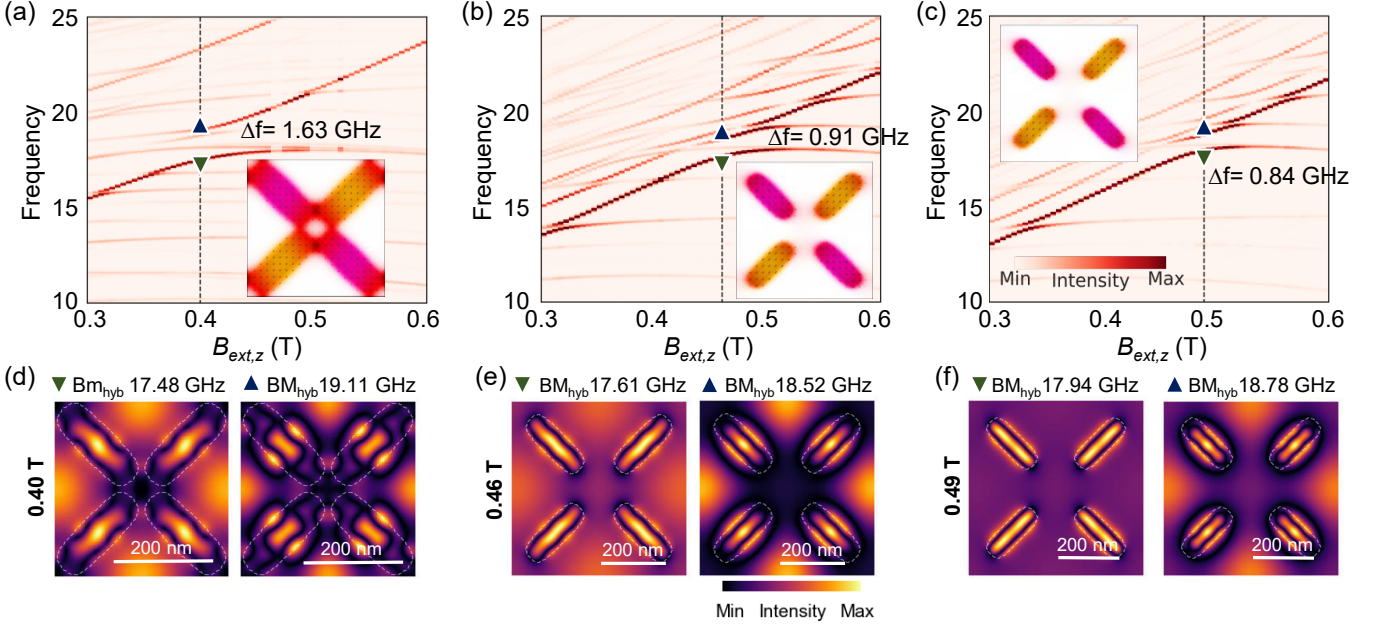 (a)
25
20
15
10
Frequency
Δf= 1.63 GHz
0.3
0.4
0.5
0.6
B_ext,z (T)
(b)
25
20
15
10
Frequency
Δf= 0.91 GHz
0.3
0.4
0.5
0.6
B_ext,z (T)
(c)
25
20
15
10
Frequency
Δf= 0.84 GHz
Min Intensity Max
0.3
0.4
0.5
0.6
B_ext,z (T)
(d)
▼ Bm_hyb 17.48 GHz
▲ BM_hyb 19.11 GHz
0.40 T
200 nm
200 nm
(e)
▼ BM_hyb 17.61 GHz
▲ BM_hyb 18.52 GHz
0.46 T
200 nm
200 nm
Min Intensity Max
(f)
▼ BM_hyb 17.94 GHz
▲ BM_hyb 18.78 GHz
0.49 T
200 nm
200 nm